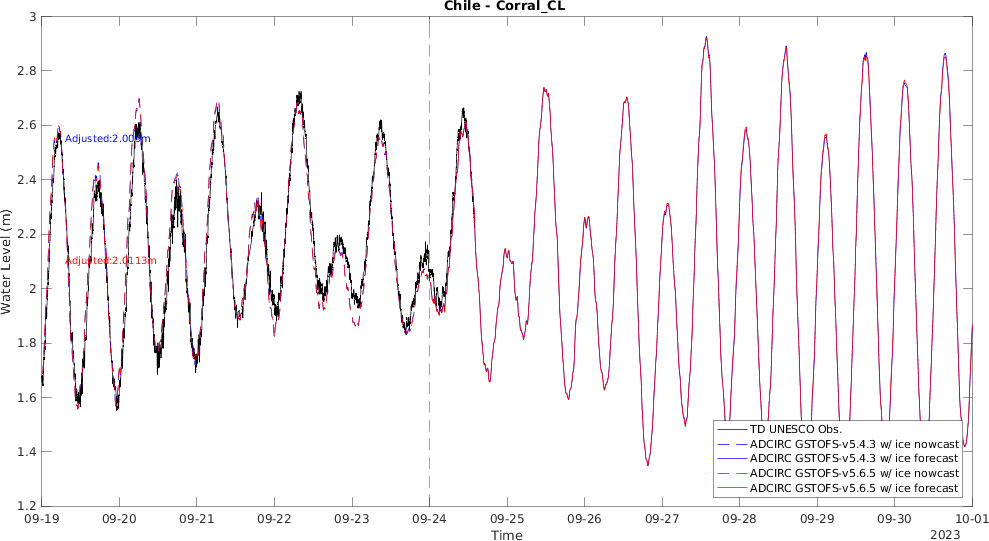 Chile - Corral_CL
3
2.8
2.6
2.4
2.2
2
1.8
1.6
1.4
1.2
Water Level (m)
Adjusted:2.0113m
TD UNESCO Obs.
ADCIRC GSTOFS-v5.4.3 w/ ice nowcast
ADCIRC GSTOFS-v5.4.3 w/ ice forecast
ADCIRC GSTOFS-v5.6.5 w/ ice nowcast
ADCIRC GSTOFS-v5.6.5 w/ ice forecast
09-19 09-20 09-21 09-22 09-23 09-24 09-25 09-26 09-27 09-28 09-29 09-30 10-01
Time
2023